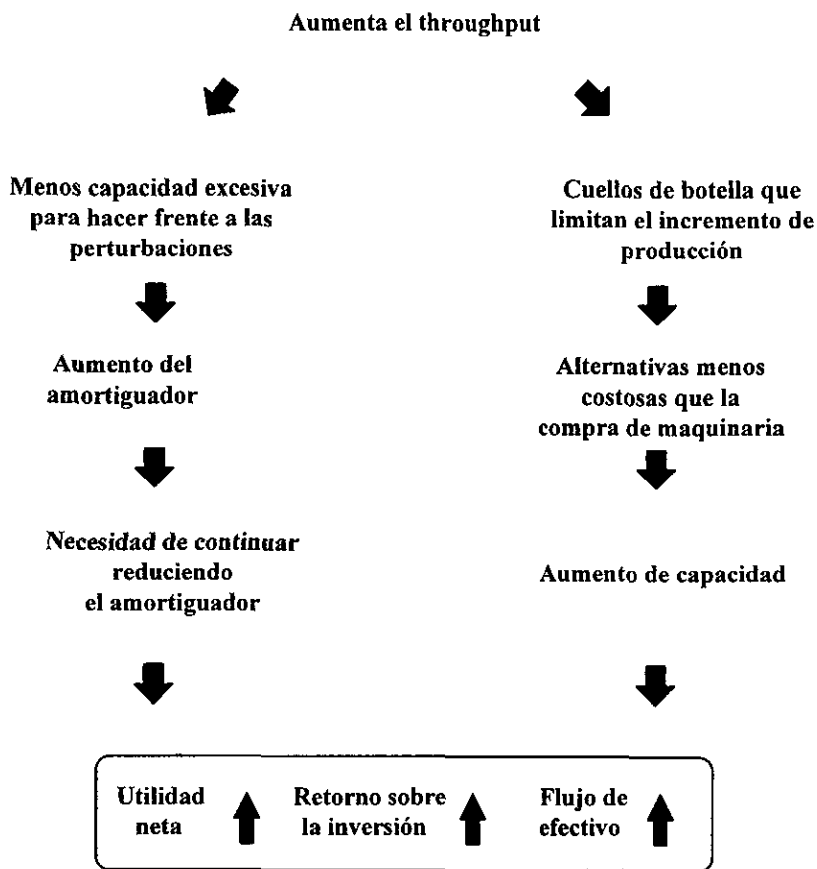 Aumenta el throughput
Menos capacidad excesiva
para hacer frente a las
perturbaciones
Cuellos de botella que
limitan el incremento de
producción
Aumento del
amortiguador
Alternativas menos
costosas que la
compra de maquinaria
Necesidad de continuar
reduciendo
el amortiguador
Aumento de capacidad
Utilidad
neta
Retorno sobre
la inversión
Flujo de
efectivo